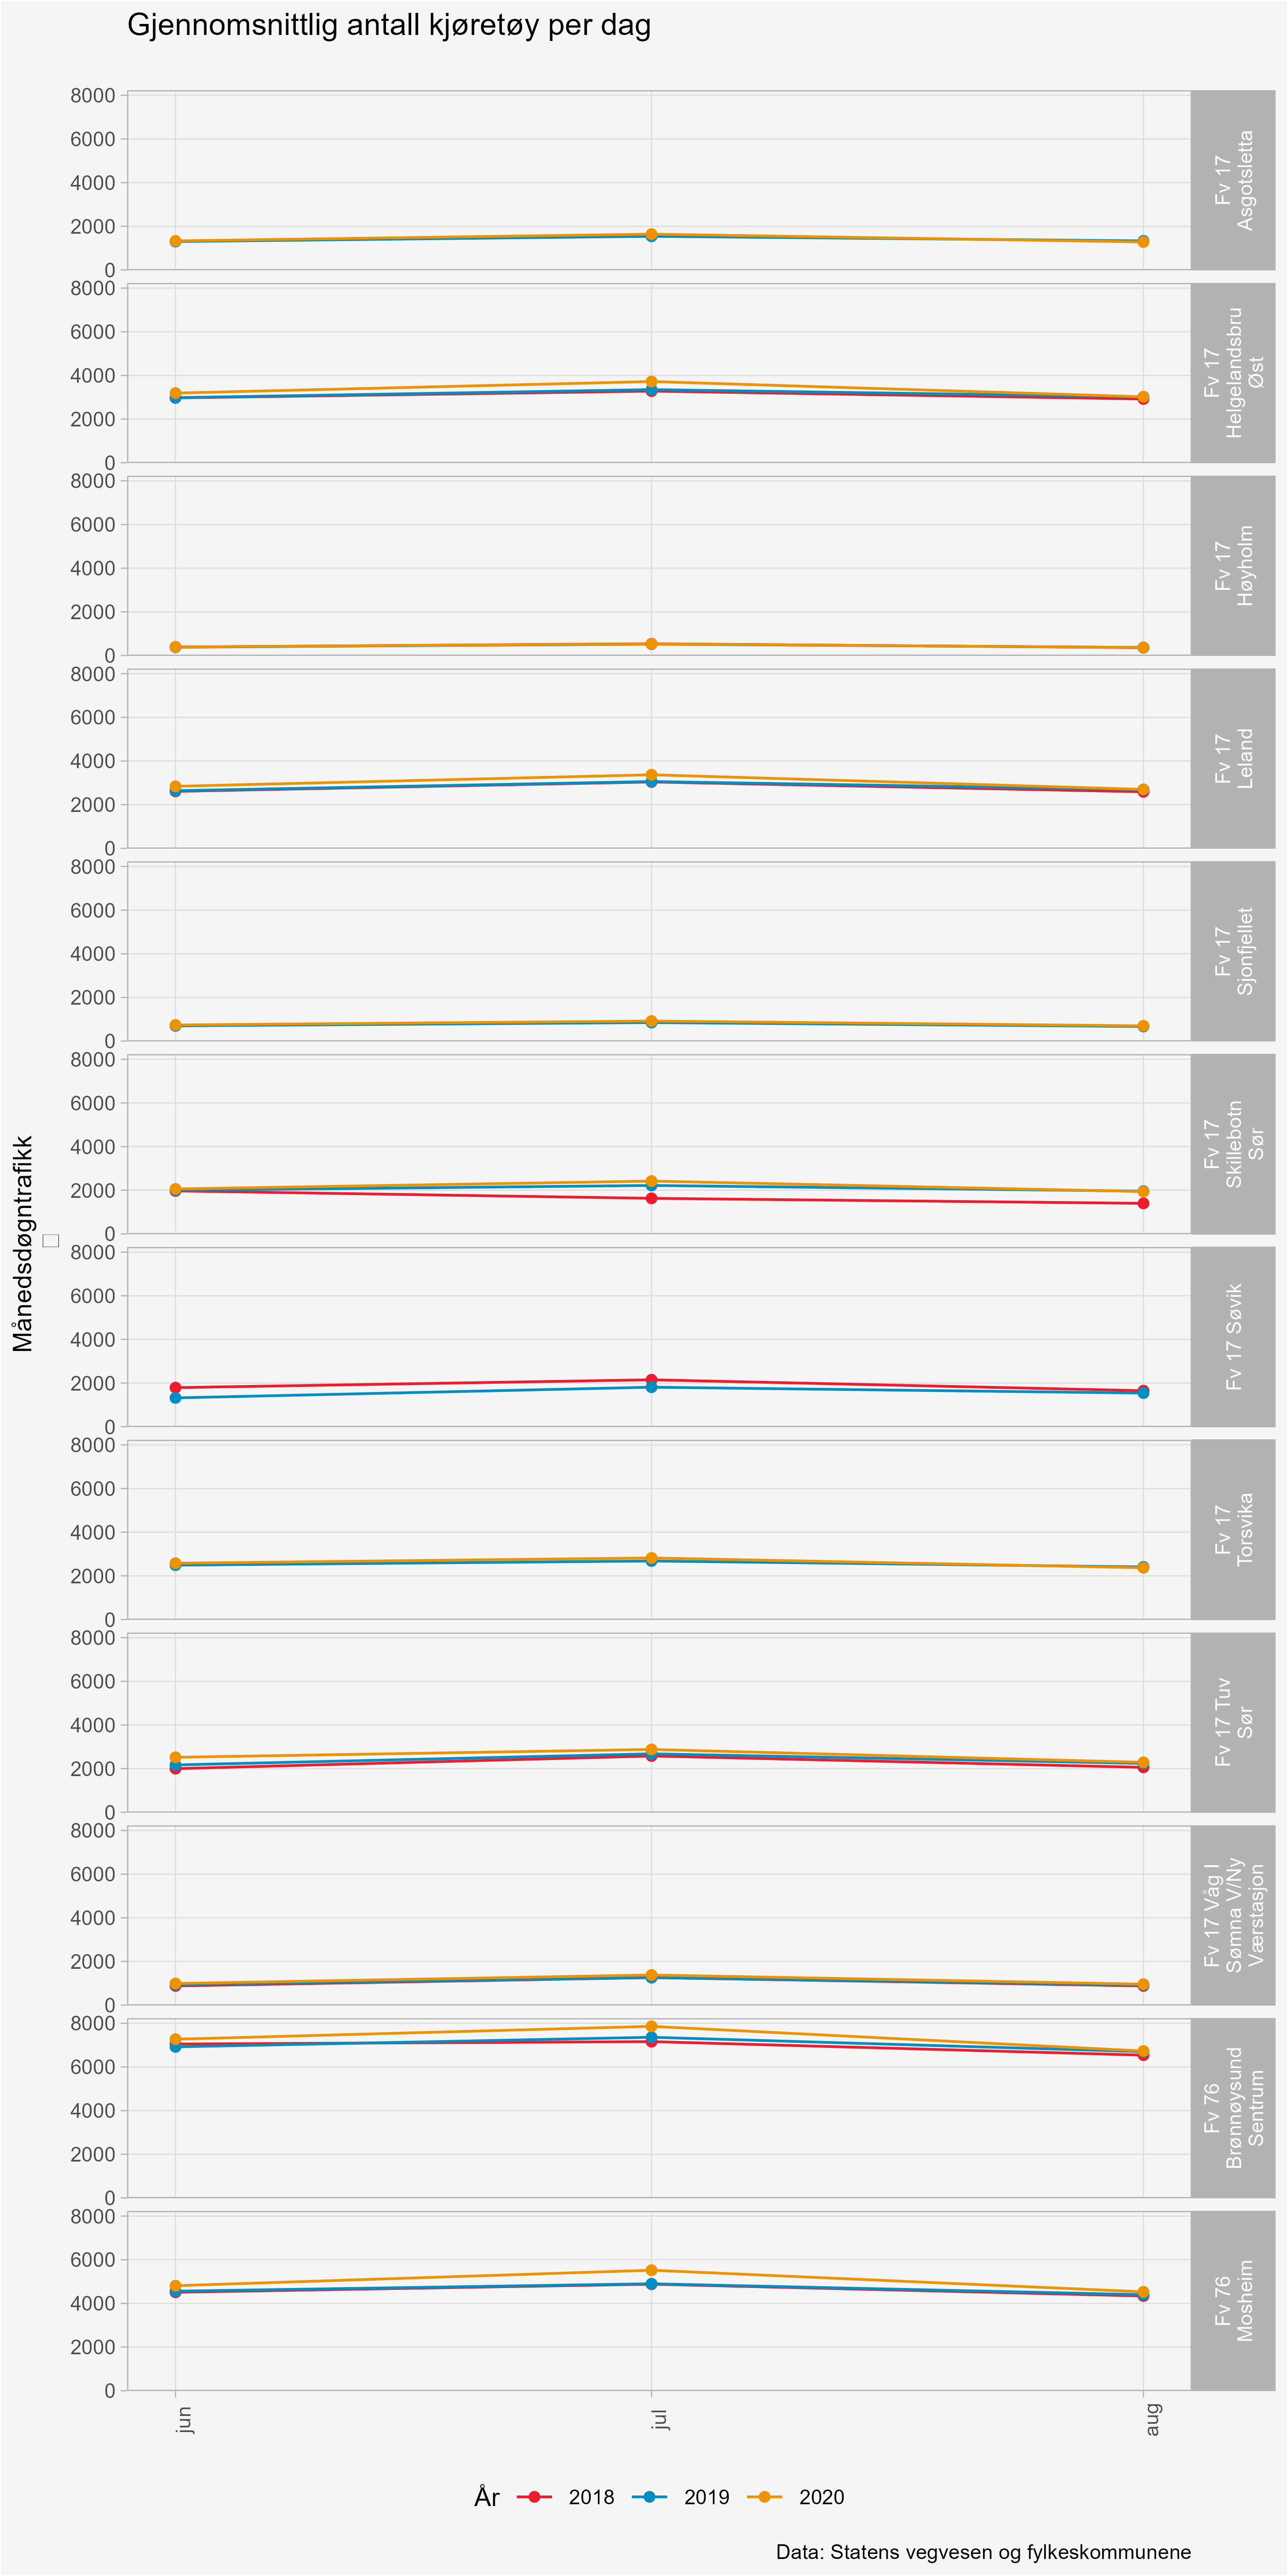 Gjennomsnittlig antall kjøretøy per dag
Månedsdøgntrafikk
8000
6000
4000
2000
0
Fv 17
Asgotsletta
8000
6000
4000
2000
0
Fv 17
Helgelandsbru
Øst
8000
6000
4000
2000
0
Fv 17
Høyholm
8000
6000
4000
2000
0
Fv 17
Leland
8000
6000
4000
2000
0
Fv 17
Sjonfjellet
8000
6000
4000
2000
0
Fv 17
Skillebotn
Sør
8000
6000
4000
2000
0
Fv 17 Søvik
8000
6000
4000
2000
0
Fv 17
Torsvika
8000
6000
4000
2000
0
Fv 17 Tuv
Sør
8000
6000
4000
2000
0
Fv 17 Våg I
Sømna V/Ny
Værstasjon
8000
6000
4000
2000
0
Fv 76
Brønnøysund
Sentrum
8000
6000
4000
2000
0
Fv 76
Mosheim
jun
jul
aug
År 2018 2019 2020
Data: Statens vegvesen og fylkeskommunene